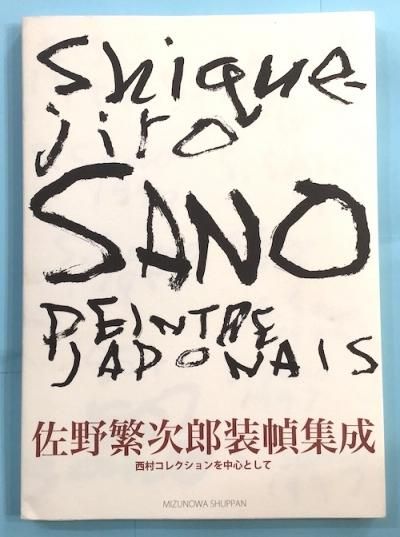 Shigue-
jiro
SANO
PEINTRE
JAPONAIS
佐野繁次郎装幀集成
西村コレクションを中心として
MIZUNOWA SHUPPAN